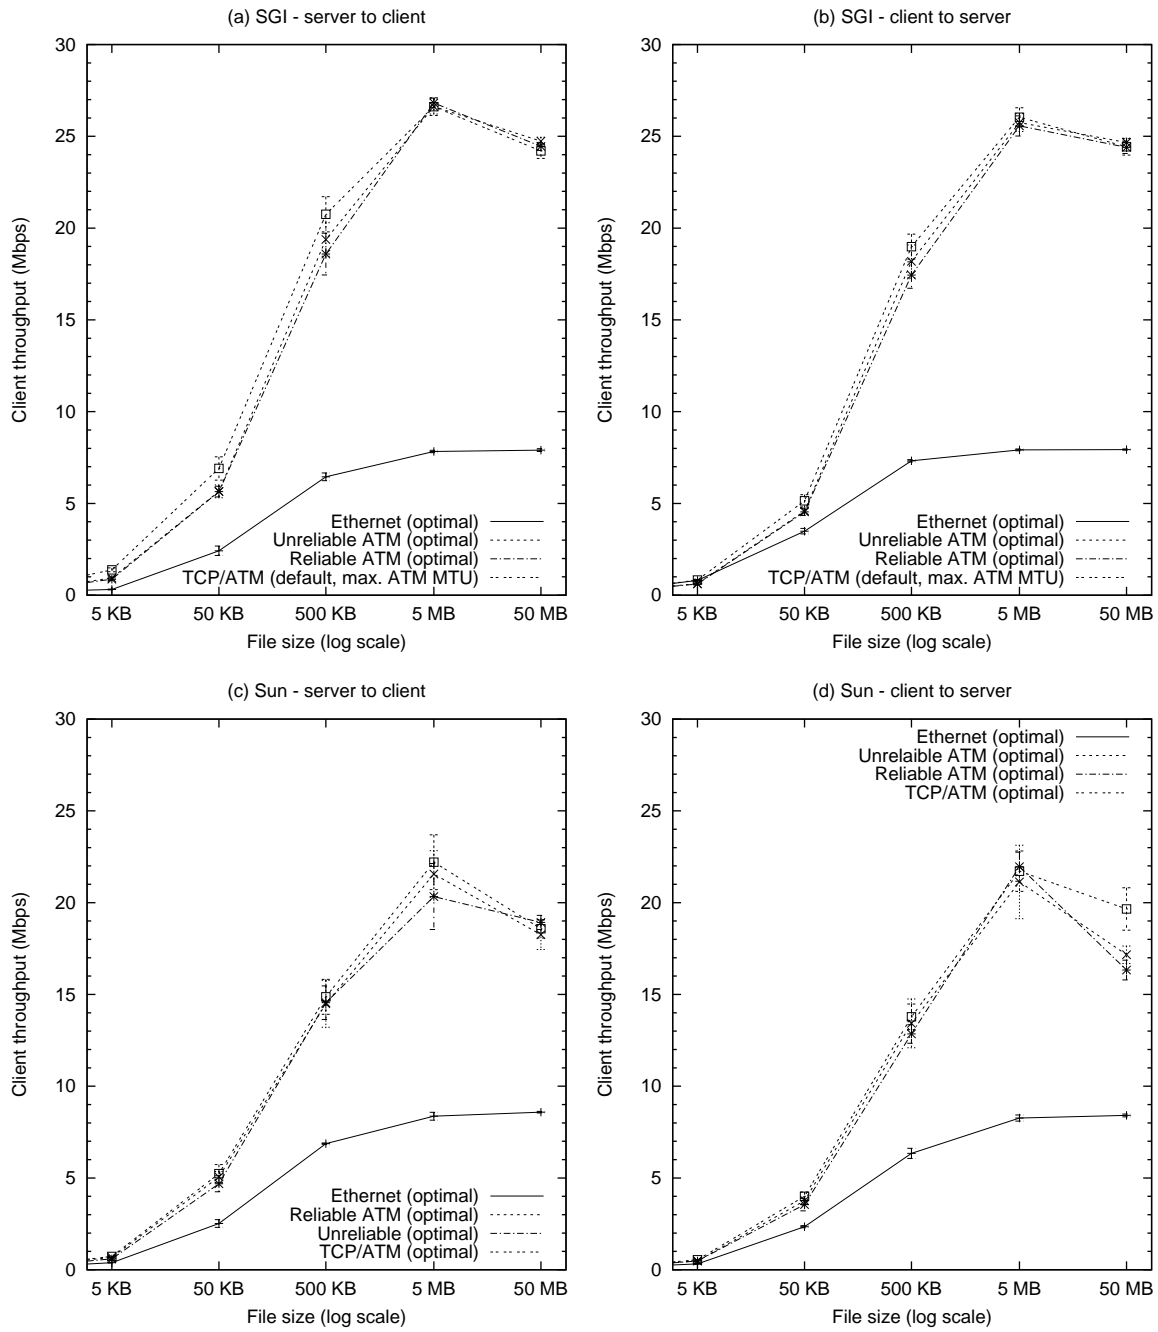 (a) SGI - server to client
30
25
20
15
10
5
0
Client throughput (Mbps)
Ethernet (optimal)
Unreliable ATM (optimal)
Reliable ATM (optimal)
TCP/ATM (default, max. ATM MTU)
5 KB 50 KB 500 KB 5 MB 50 MB
File size (log scale)
(b) SGI - client to server
30
25
20
15
10
5
0
Client throughput (Mbps)
Ethernet (optimal)
Unreliable ATM (optimal)
Reliable ATM (optimal)
TCP/ATM (default, max. ATM MTU)
5 KB 50 KB 500 KB 5 MB 50 MB
File size (log scale)
(c) Sun - server to client
30
25
20
15
10
5
0
Client throughput (Mbps)
Ethernet (optimal)
Reliable ATM (optimal)
Unreliable (optimal)
TCP/ATM (optimal)
5 KB 50 KB 500 KB 5 MB 50 MB
File size (log scale)
(d) Sun - client to server
30
25
20
15
10
5
0
Client throughput (Mbps)
Ethernet (optimal)
Unrelaible ATM (optimal)
Reliable ATM (optimal)
TCP/ATM (optimal)
5 KB 50 KB 500 KB 5 MB 50 MB
File size (log scale)